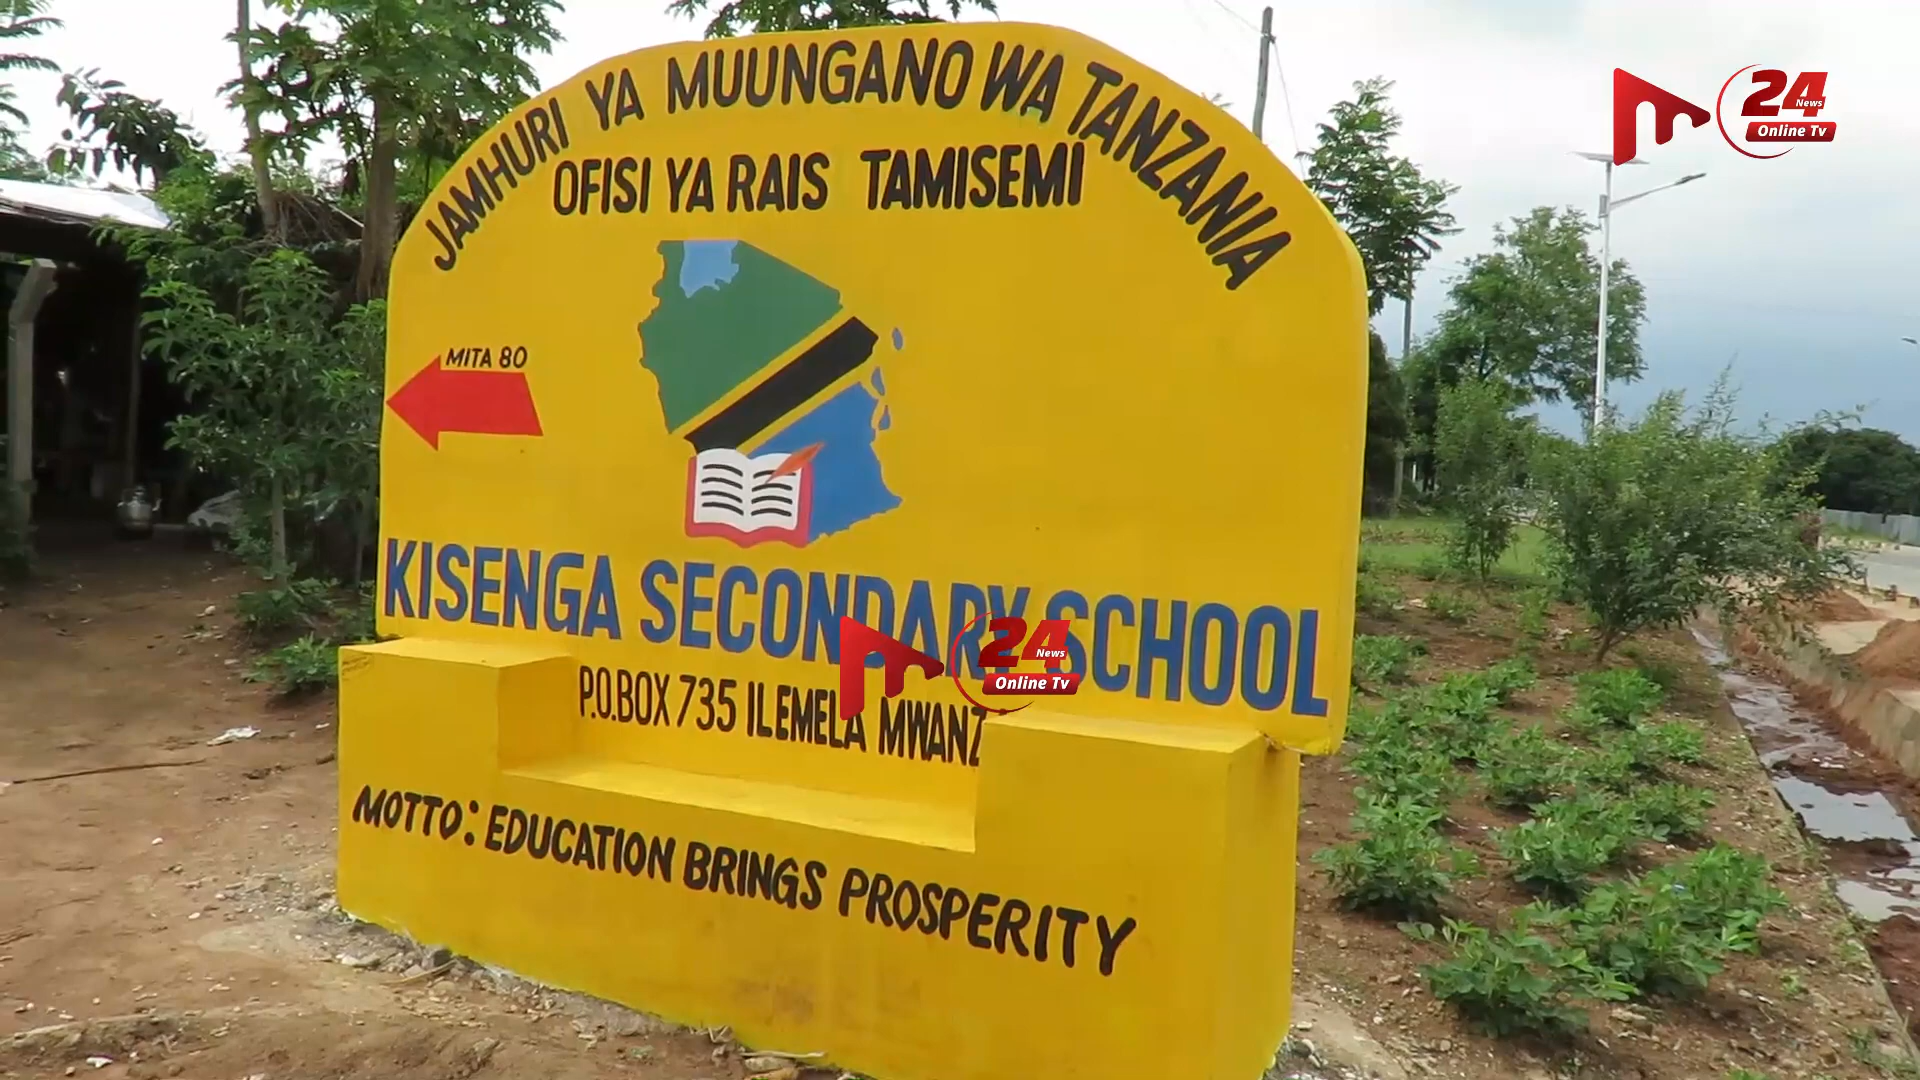 JAMHURI YA MUUNGANO WA TANZANIA
OFISI YA RAIS TAMISEMI
MITA 80
KISENGA SECONDARY SCHOOL
P.O.BOX 735 ILEMELA MWANZ
MOTTO: EDUCATION BRINGS PROSPERITY
24
News
Online Tv
24
News
Online Tv